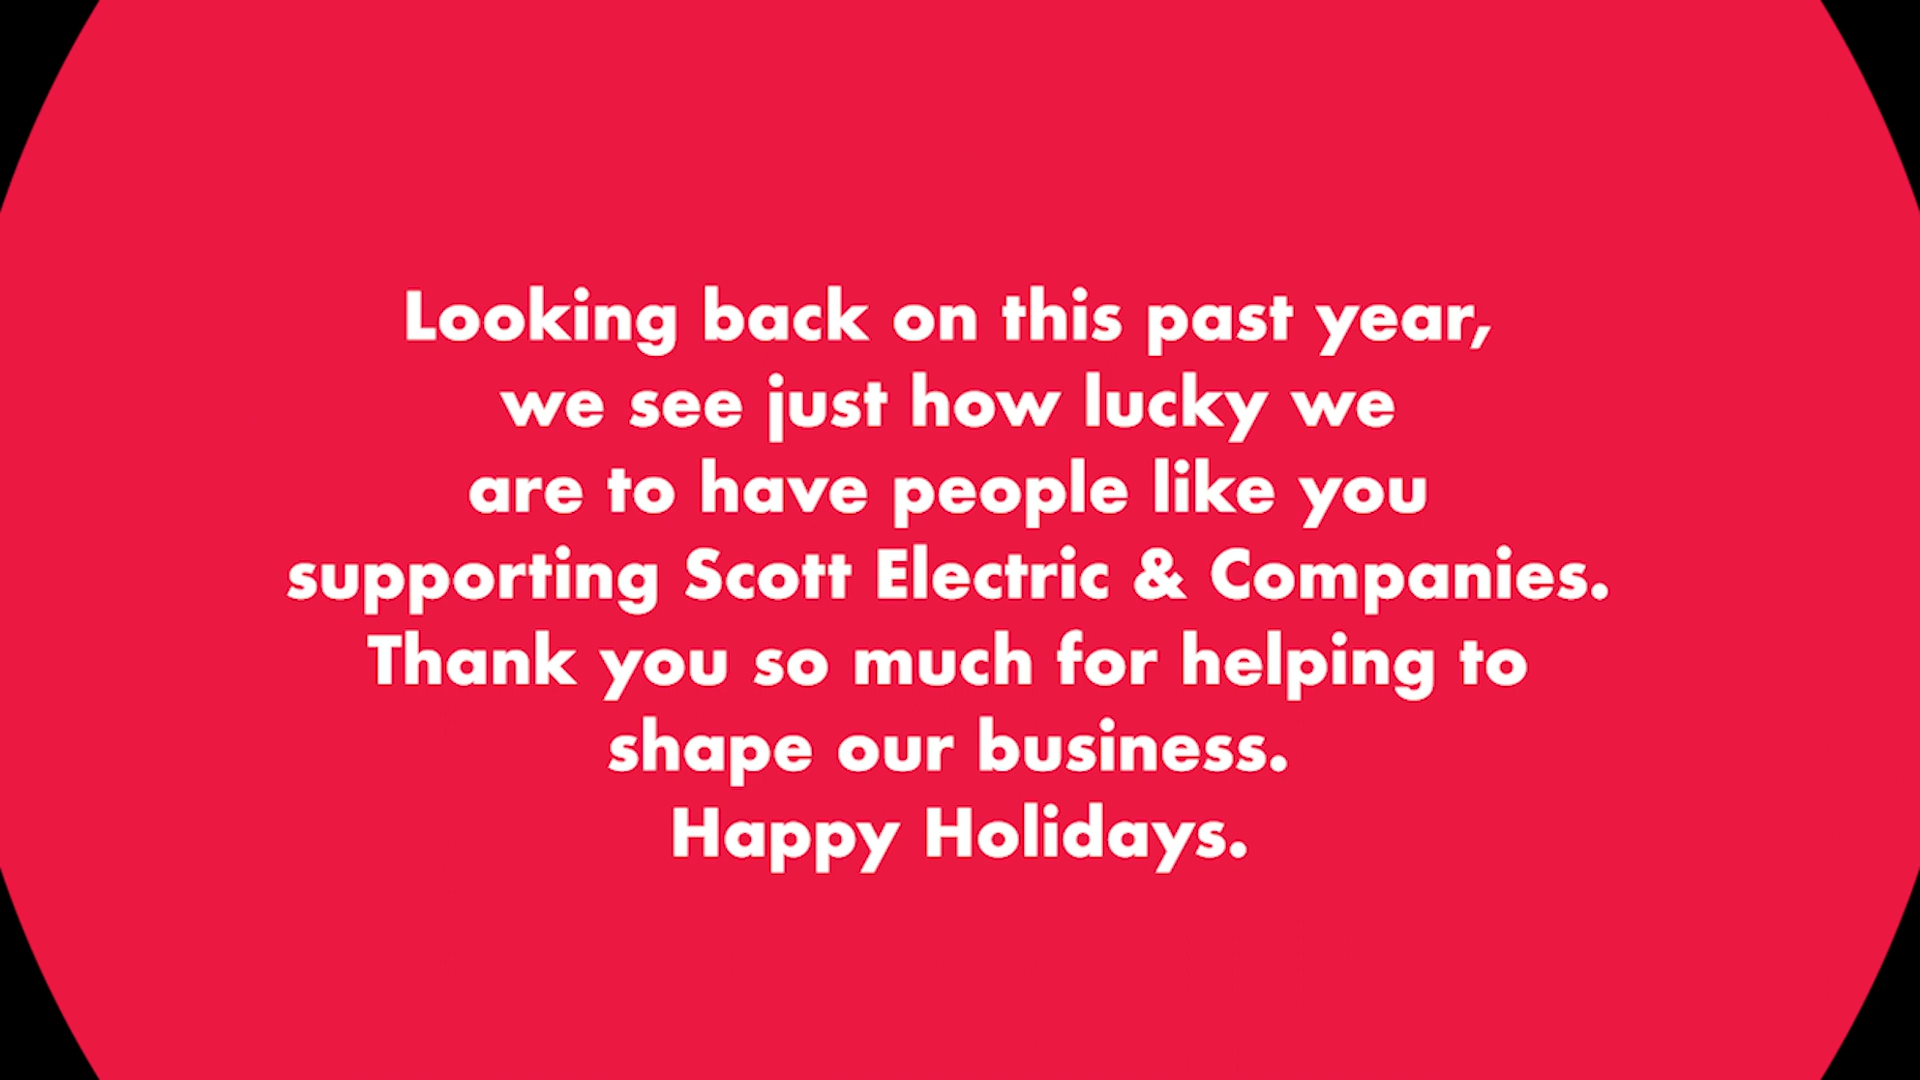 Looking back on this past year,
we see just how lucky we
are to have people like you
supporting Scott Electric & Companies.
Thank you so much for helping to
shape our business.
Happy Holidays.